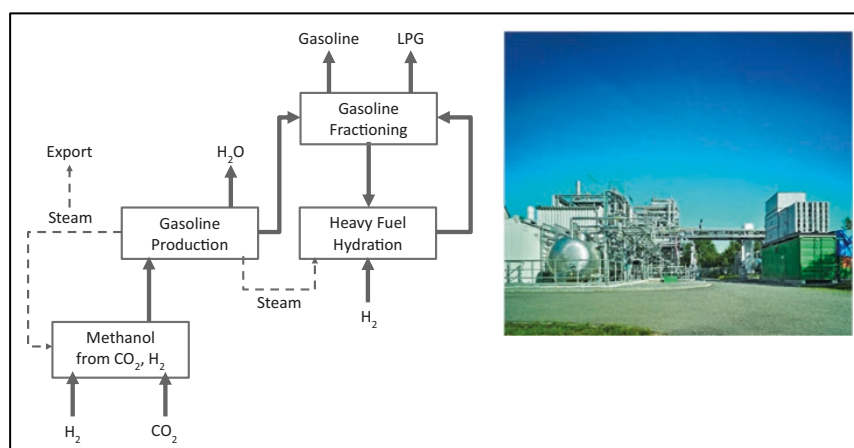 Gasoline
LPG
Gasoline
Fractioning
Export
H₂O
Steam
Gasoline
Production
Heavy Fuel
Hydration
Steam
H₂
Methanol
from CO₂, H₂
H₂
CO₂